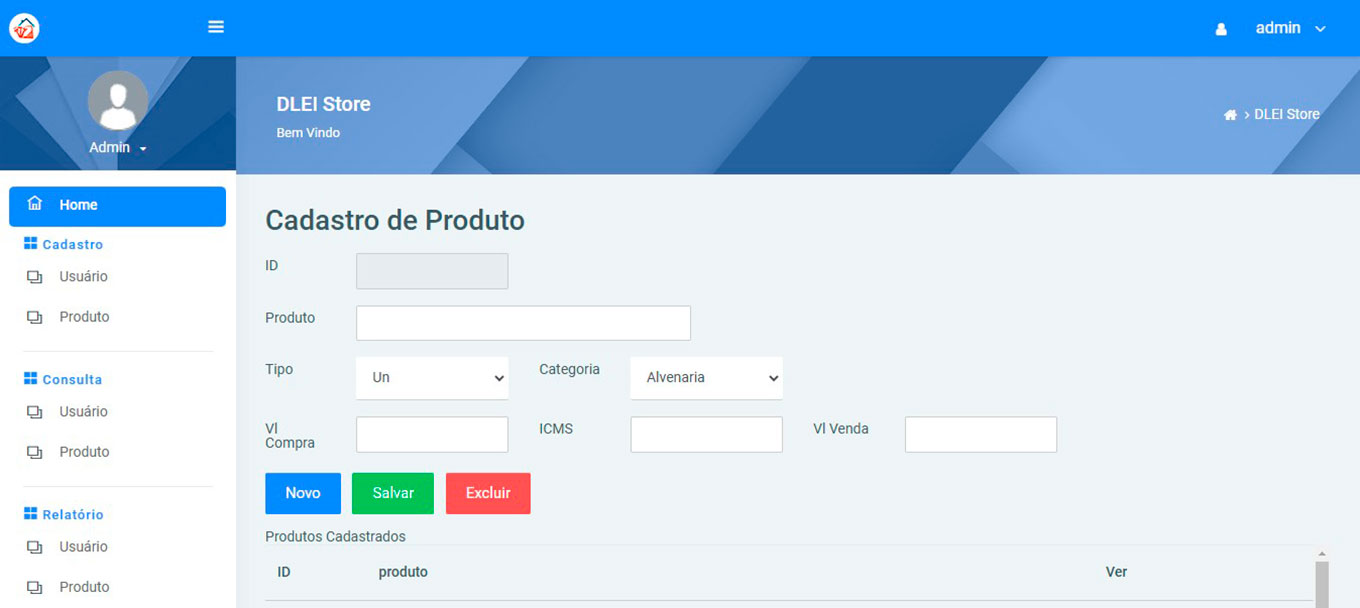 admin
Admin
DLEI Store
Bem Vindo
> DLEI Store
Home
Cadastro
Usuário
Produto
Consulta
Usuário
Produto
Relatório
Usuário
Produto
Cadastro de Produto
ID
Produto
Tipo Un Categoria Alvenaria
Vl Compra ICMS Vl Venda
Novo Salvar Excluir
Produtos Cadastrados
ID produto Ver